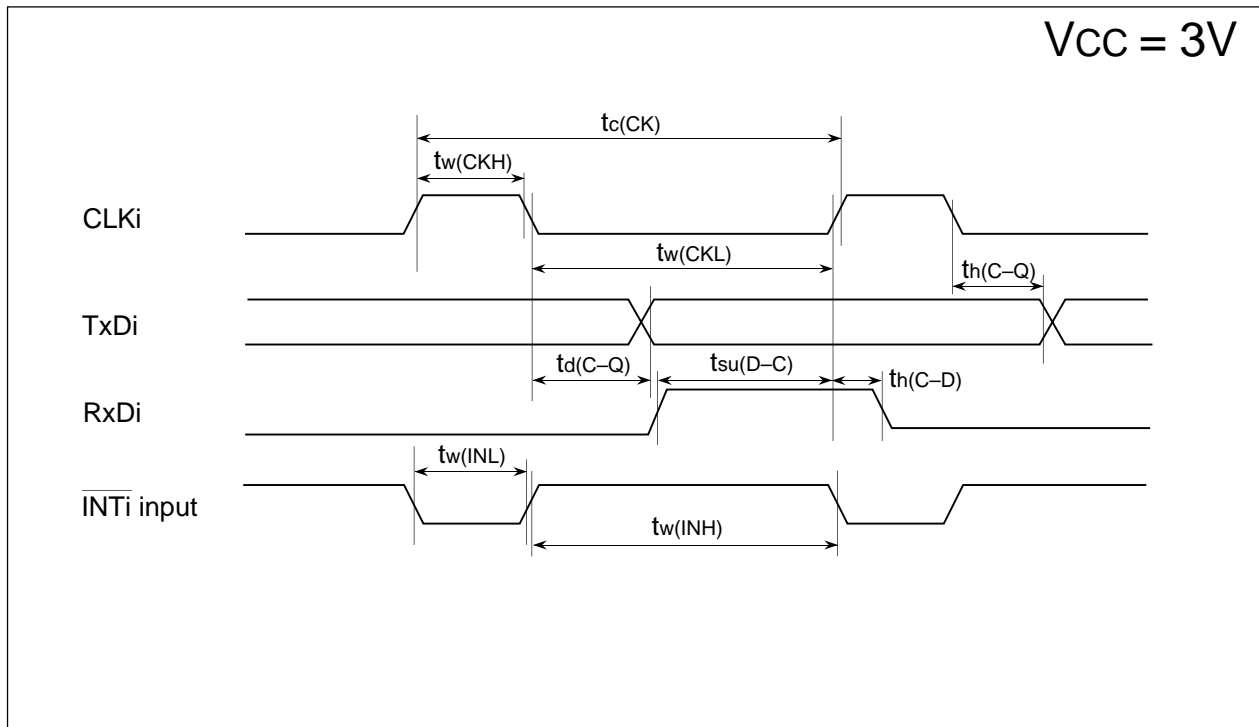 VCC = 3V
tc(CK)
tw(CKH)
CLKi
tw(CKL)
th(C–Q)
TxDi
td(C–Q)
tsu(D–C)
th(C–D)
RxDi
tw(INL)
INTi input
tw(INH)